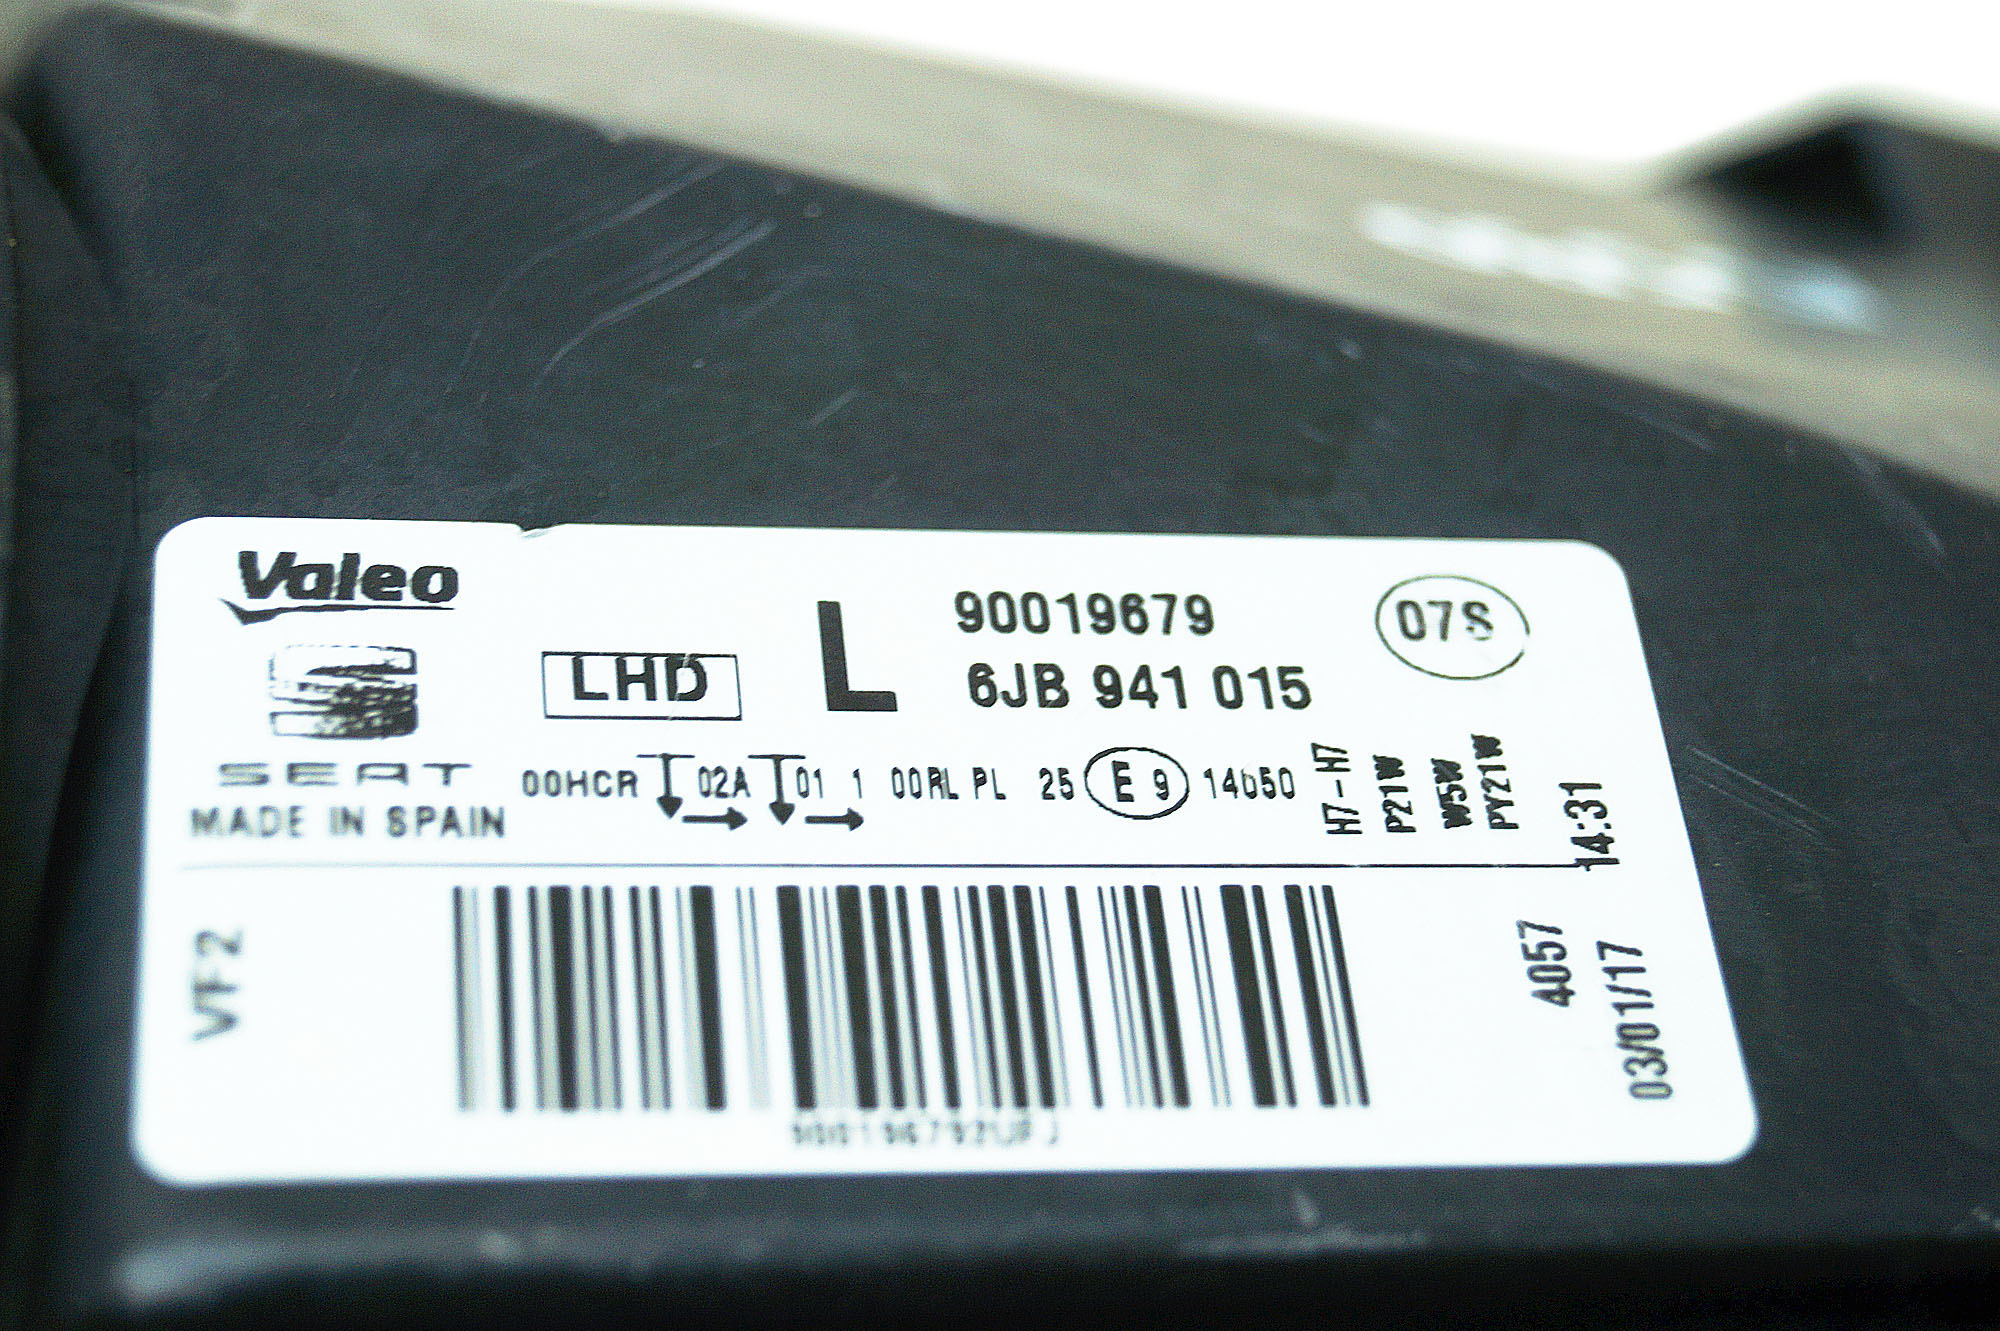 Valeo
90019679
07S
LHD
L
6JB 941 015
SEAT
MADE IN SPAIN
00HCR 02A 01 1 00RL PL 25 E 9 14050
H7-H7
P21W
W5W
PY21W
14:31
VF2
4057
03/01/17